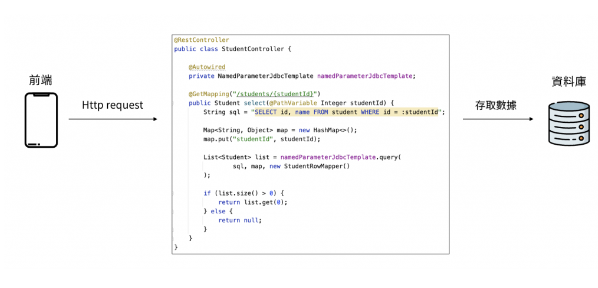 前端
Http request
@RestController
public class StudentController {
@Autowired
private NamedParameterJdbcTemplate namedParameterJdbcTemplate;
@GetMapping("/students/{studentId}")
public Student select(@PathVariable Integer studentId) {
String sql = "SELECT id, name FROM student WHERE id = :studentId";
Map<String, Object> map = new HashMap<>();
map.put("studentId", studentId);
List<Student> list = namedParameterJdbcTemplate.query(
sql, map, new StudentRowMapper()
);
if (list.size() > 0) {
return list.get(0);
} else {
return null;
}
}
}
存取數據
資料庫